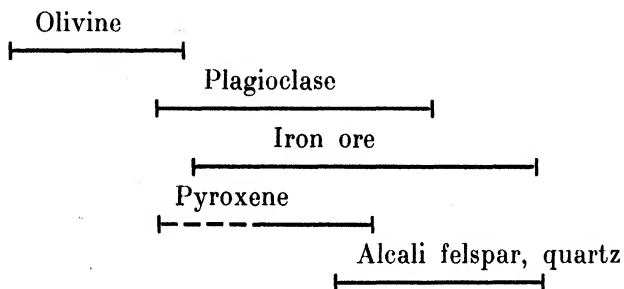 Olivine
Plagioclase
Iron ore
Pyroxene
Alcali felspar, quartz